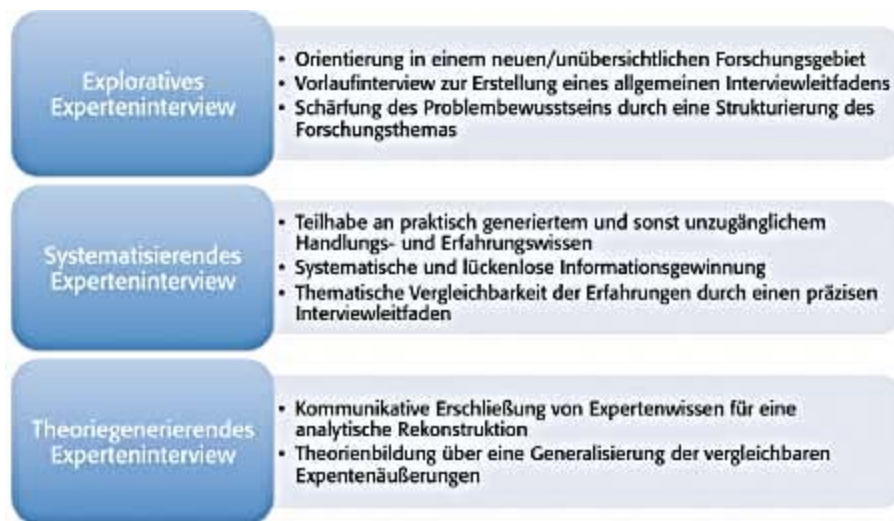 Exploratives
Experteninterview
• Orientierung in einem neuen/unübersichtlichen Forschungsgebiet
• Vorlaufinterview zur Erstellung eines allgemeinen Interviewleitfadens
• Schärfung des Problembewusstseins durch eine Strukturierung des
Forschungsthemas
Systematisierendes
Experteninterview
• Teilhabe an praktisch generiertem und sonst unzugänglichem
Handlungs- und Erfahrungswissen
• Systematische und lückenlose Informationsgewinnung
• Thematische Vergleichbarkeit der Erfahrungen durch einen präzisen
Interviewleitfaden
Theoriegenerierendes
Experteninterview
• Kommunikative Erschließung von Expertenwissen für eine
analytische Rekonstruktion
• Theorienbildung über eine Generalisierung der vergleichbaren
Expentenäußerungen